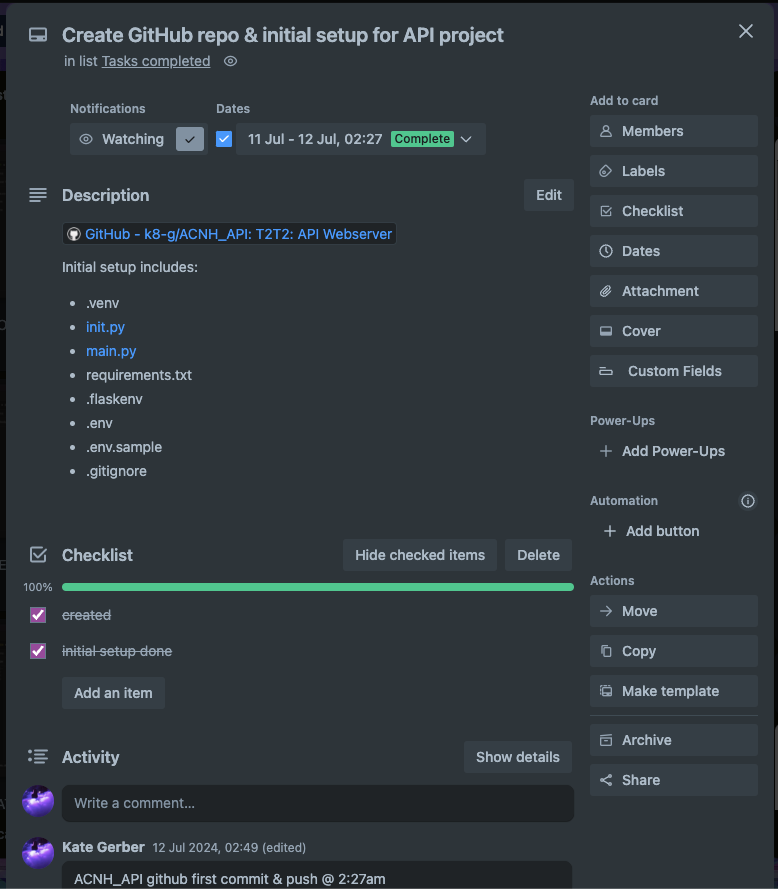 Create GitHub repo & initial setup for API project
in list Tasks completed
Notifications
Dates
Watching
11 Jul - 12 Jul, 02:27 Complete
Description
Edit
GitHub - k8-g/ACNH_API: T2T2: API Webserver
Initial setup includes:
.venv
init.py
main.py
requirements.txt
.flaskenv
.env
.env.sample
.gitignore
Checklist
Hide checked items
Delete
100%
created
initial setup done
Add an item
Activity
Show details
Write a comment...
Kate Gerber 12 Jul 2024, 02:49 (edited)
ACNH_API github first commit & push @ 2:27am
Add to card
Members
Labels
Checklist
Dates
Attachment
Cover
Custom Fields
Power-Ups
+ Add Power-Ups
Automation
+ Add button
Actions
Move
Copy
Make template
Archive
Share